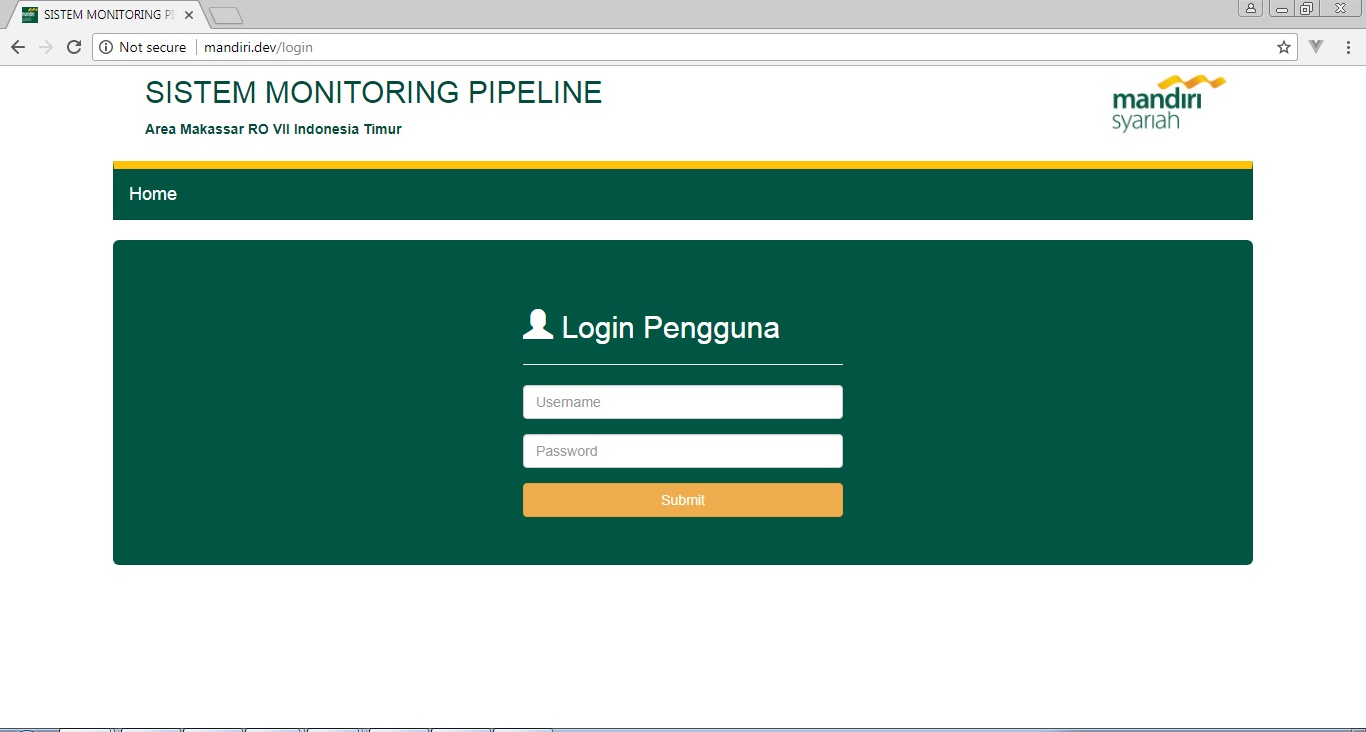 SISTEM MONITORING PI
Not secure
mandiri.dev/login
SISTEM MONITORING PIPELINE
Area Makassar RO VII Indonesia Timur
mandiri
syariah
Home
Login Pengguna
Username
Password
Submit